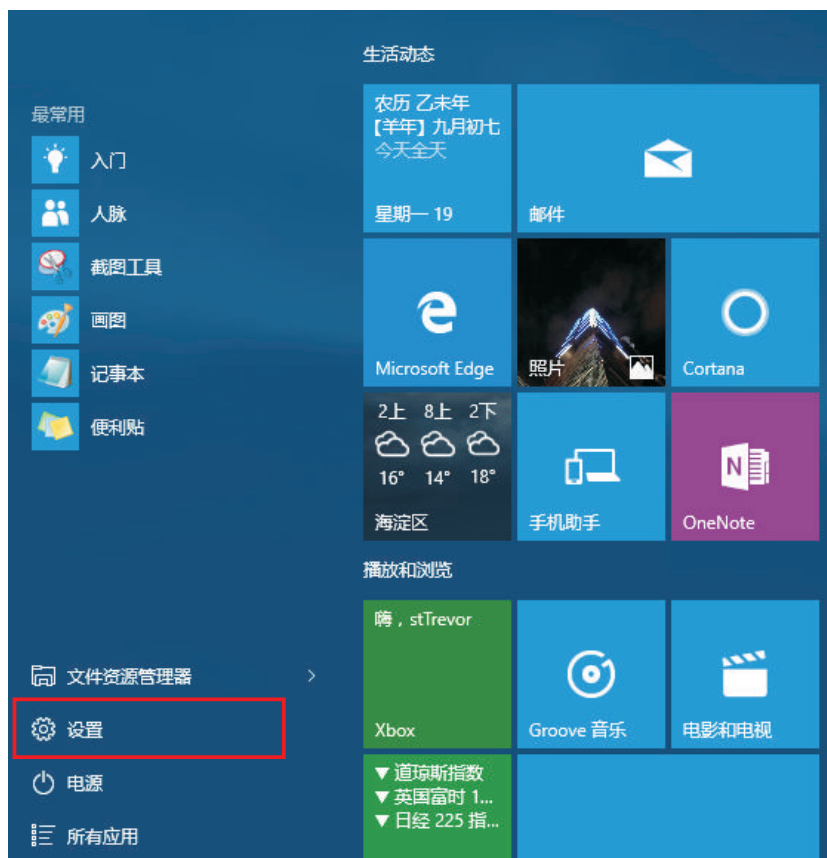 最常用
入门
人脉
截图工具
画图
记事本
便利贴
文件资源管理器
设置
电源
所有应用
生活动态
农历 乙未年
【羊年】九月初七
今天全天
星期一 19
邮件
Microsoft Edge
照片
Cortana
2上 8上 2下
16° 14° 18°
海淀区
手机助手
OneNote
播放和浏览
嗨，stTrevor
Xbox
Groove 音乐
电影和电视
▼ 道琼斯指数
▼ 英国富时 1...
▼ 日经 225 指...